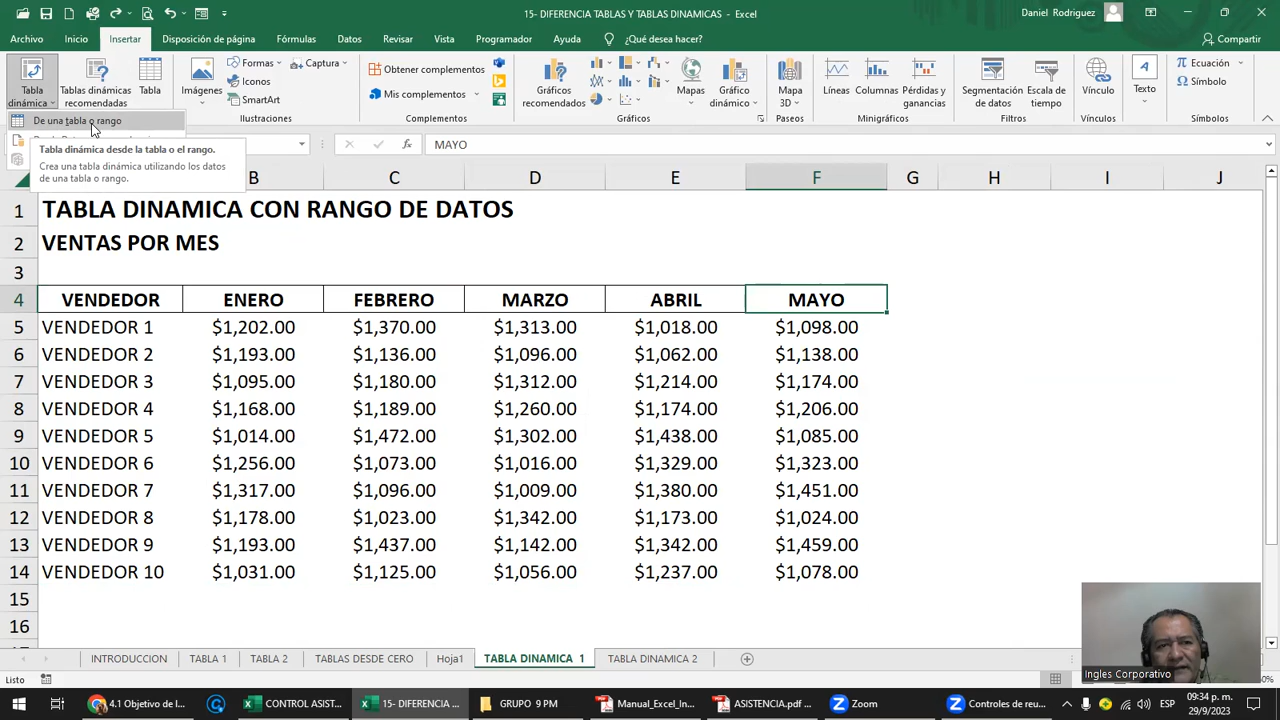 15- DIFERENCIA TABLAS Y TABLAS DINAMICAS - Excel
Daniel Rodriguez
Archivo Inicio Insertar Disposición de página Fórmulas Datos Revisar Vista Programador Ayuda ¿Qué desea hacer? Compartir
Tabla dinámica
Tablas dinámicas recomendadas
Tabla
Imágenes
Formas
Iconos
SmartArt
Captura
Ilustraciones
Obtener complementos
Mis complementos
Complementos
Gráficos recomendados
Mapas
Gráfico dinámico
Gráficos
Mapa 3D
Paseos
Líneas
Columnas
Pérdidas y ganancias
Minigráficos
Segmentación de datos
Escala de tiempo
Filtros
Vínculo
Vínculos
Texto
Ecuación
Símbolo
Símbolos
De una tabla o rango
Tabla dinámica desde la tabla o el rango.
Crea una tabla dinámica utilizando los datos
de una tabla o rango.
MAYO
B C D E F G H I J
1 TABLA DINAMICA CON RANGO DE DATOS
2 VENTAS POR MES
3
4 VENDEDOR ENERO FEBRERO MARZO ABRIL MAYO
5 VENDEDOR 1 $1,202.00 $1,370.00 $1,313.00 $1,018.00 $1,098.00
6 VENDEDOR 2 $1,193.00 $1,136.00 $1,096.00 $1,062.00 $1,138.00
7 VENDEDOR 3 $1,095.00 $1,180.00 $1,312.00 $1,214.00 $1,174.00
8 VENDEDOR 4 $1,168.00 $1,189.00 $1,260.00 $1,174.00 $1,206.00
9 VENDEDOR 5 $1,014.00 $1,472.00 $1,302.00 $1,438.00 $1,085.00
10 VENDEDOR 6 $1,256.00 $1,073.00 $1,016.00 $1,329.00 $1,323.00
11 VENDEDOR 7 $1,317.00 $1,096.00 $1,009.00 $1,380.00 $1,451.00
12 VENDEDOR 8 $1,178.00 $1,023.00 $1,342.00 $1,173.00 $1,024.00
13 VENDEDOR 9 $1,193.00 $1,437.00 $1,142.00 $1,342.00 $1,459.00
14 VENDEDOR 10 $1,031.00 $1,125.00 $1,056.00 $1,237.00 $1,078.00
15
16
Ingles Corporativo
INTRODUCCION TABLA 1 TABLA 2 TABLAS DESDE CERO Hoja1 TABLA DINAMICA 1 TABLA DINAMICA 2
Listo
4.1 Objetivo de l... CONTROL ASIST... 15- DIFERENCIA ... GRUPO 9 PM Manual_Excel_In... ASISTENCIA.pdf ... Zoom Controles de reu... ESP
09:34 p. m.
29/9/2023